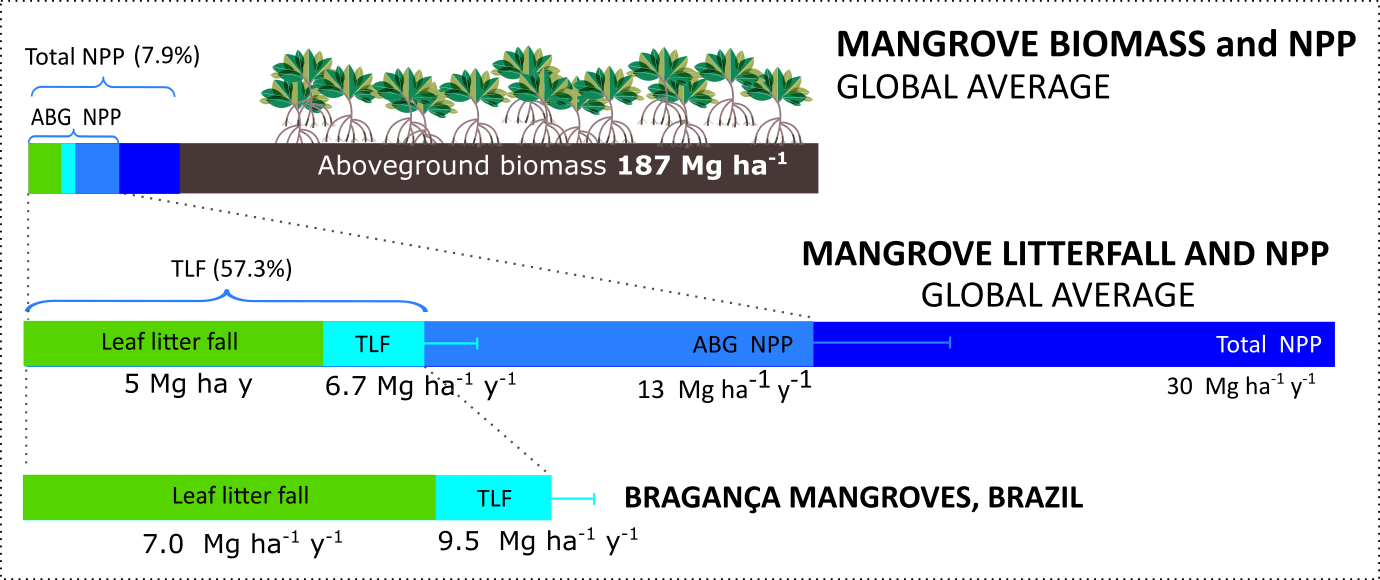 MANGROVE BIOMASS and NPP
GLOBAL AVERAGE
Total NPP (7.9%)
ABG NPP
Aboveground biomass 187 Mg ha⁻¹
MANGROVE LITTERFALL AND NPP
GLOBAL AVERAGE
TLF (57.3%)
Leaf litter fall TLF ABG NPP Total NPP
5 Mg ha y 6.7 Mg ha⁻¹ y⁻¹ 13 Mg ha⁻¹ y⁻¹ 30 Mg ha⁻¹ y⁻¹
Leaf litter fall TLF BRAGANÇA MANGROVES, BRAZIL
7.0 Mg ha⁻¹ y⁻¹ 9.5 Mg ha⁻¹ y⁻¹